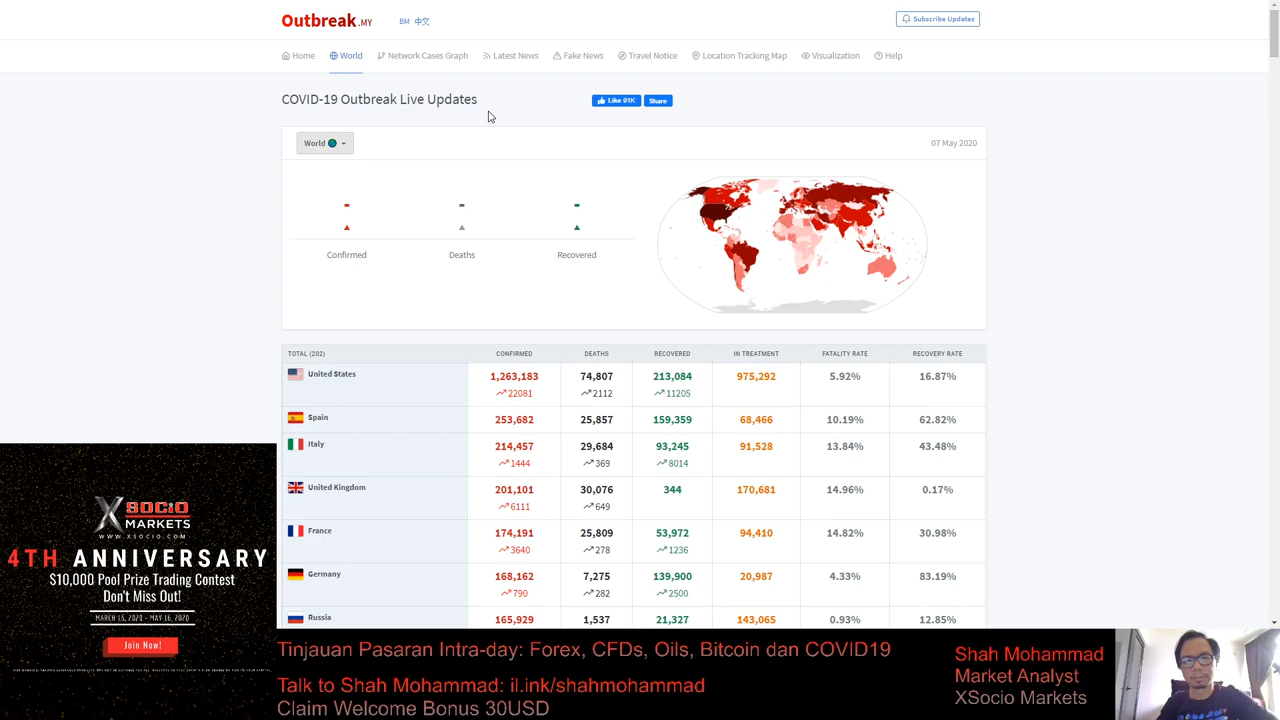 Outbreak.MY
BM 中文
Subscribe Updates
Home World Network Cases Graph Latest News Fake News Travel Notice Location Tracking Map Visualization Help
COVID-19 Outbreak Live Updates
Like 91K Share
World
07 May 2020
Confirmed Deaths Recovered
TOTAL (202) CONFIRMED DEATHS RECOVERED IN TREATMENT FATALITY RATE RECOVERY RATE
United States 1,263,183 74,807 213,084 975,292 5.92% 16.87%
22081 2112 11205
Spain 253,682 25,857 159,359 68,466 10.19% 62.82%
Italy 214,457 29,684 93,245 91,528 13.84% 43.48%
1444 369 8014
United Kingdom 201,101 30,076 344 170,681 14.96% 0.17%
6111 649
France 174,191 25,809 53,972 94,410 14.82% 30.98%
3640 278 1236
Germany 168,162 7,275 139,900 20,987 4.33% 83.19%
790 282 2500
Russia 165,929 1,537 21,327 143,065 0.93% 12.85%
X SOCIO
MARKETS
WWW.XSOCIO.COM
4TH ANNIVERSARY
$10,000 Pool Prize Trading Contest
Don't Miss Out!
MARCH 15, 2020 - MAY 16, 2020
Join Now!
Tinjauan Pasaran Intra-day: Forex, CFDs, Oils, Bitcoin dan COVID19
Talk to Shah Mohammad: il.ink/shahmohammad
Claim Welcome Bonus 30USD
Shah Mohammad
Market Analyst
XSocio Markets